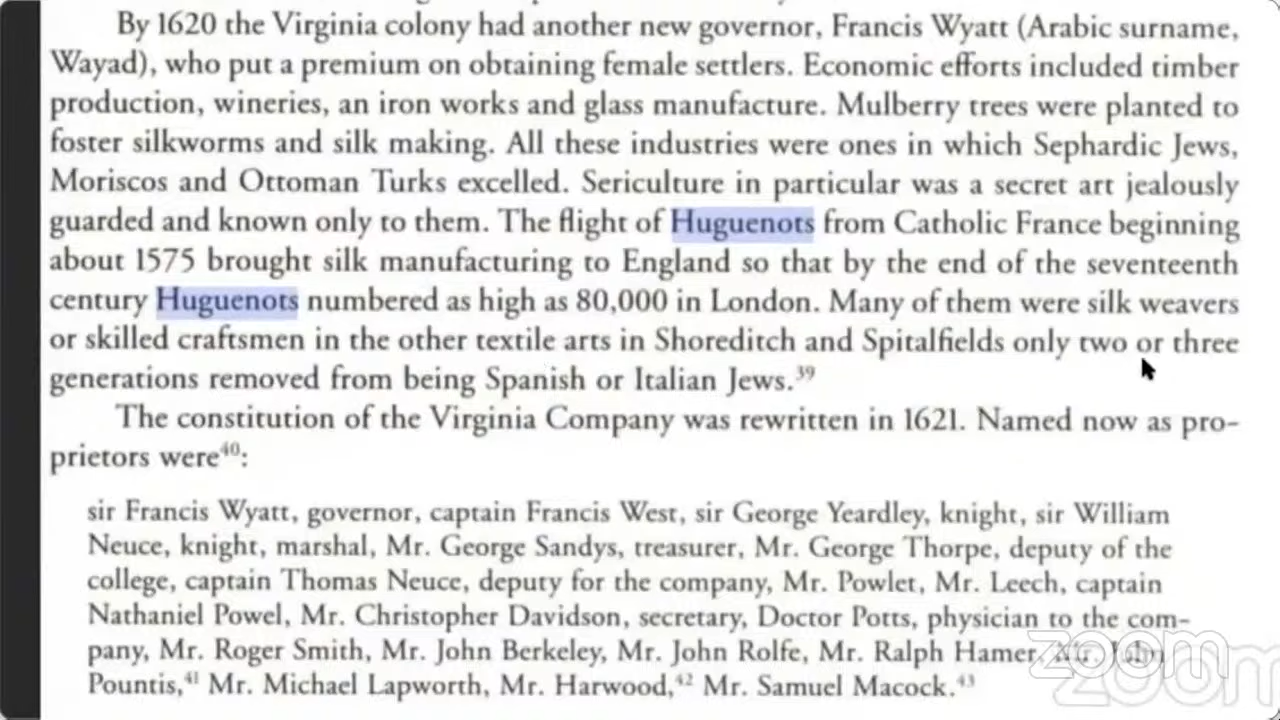 By 1620 the Virginia colony had another new governor, Francis Wyatt (Arabic surname,
Wayad), who put a premium on obtaining female settlers. Economic efforts included timber
production, wineries, an iron works and glass manufacture. Mulberry trees were planted to
foster silkworms and silk making. All these industries were ones in which Sephardic Jews,
Moriscos and Ottoman Turks excelled. Sericulture in particular was a secret art jealously
guarded and known only to them. The flight of Huguenots from Catholic France beginning
about 1575 brought silk manufacturing to England so that by the end of the seventeenth
century Huguenots numbered as high as 80,000 in London. Many of them were silk weavers
or skilled craftsmen in the other textile arts in Shoreditch and Spitalfields only two or three
generations removed from being Spanish or Italian Jews.39
The constitution of the Virginia Company was rewritten in 1621. Named now as pro-
prietors were40:
sir Francis Wyatt, governor, captain Francis West, sir George Yeardley, knight, sir William
Neuce, knight, marshal, Mr. George Sandys, treasurer, Mr. George Thorpe, deputy of the
college, captain Thomas Neuce, deputy for the company, Mr. Powlet, Mr. Leech, captain
Nathaniel Powel, Mr. Christopher Davidson, secretary, Doctor Potts, physician to the com-
pany, Mr. Roger Smith, Mr. John Berkeley, Mr. John Rolfe, Mr. Ralph Hamer, Mr. John
Pountis,41 Mr. Michael Lapworth, Mr. Harwood,42 Mr. Samuel Macock.43
zoom
zoom